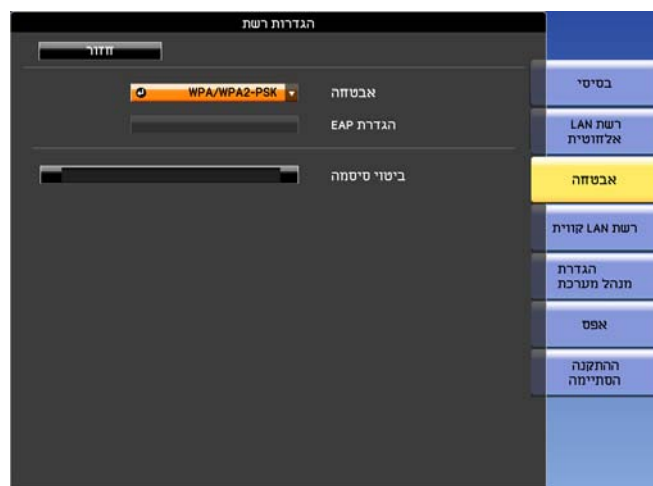 הגדרות רשת
חזור
אבטחה
WPA/WPA2-PSK
הגדרת EAP
ביטוי סיסמה
בסיסי
רשת LAN
אלחוטית
אבטחה
רשת LAN קווית
הגדרת
מנהל מערכת
אפס
ההתקנה
הסתיימה